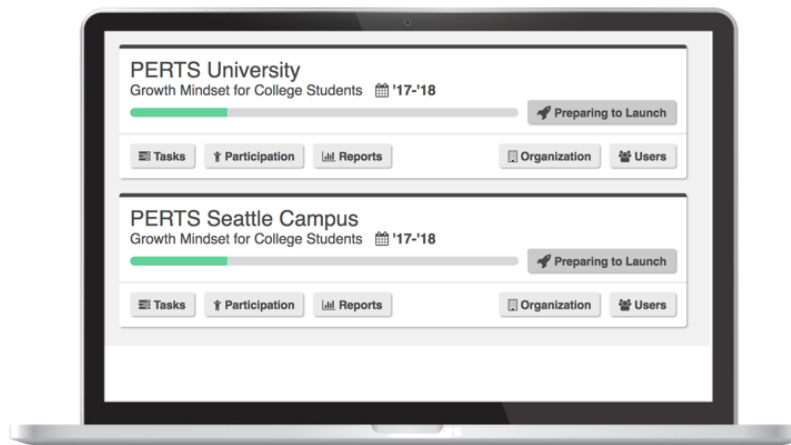 PERTS University
Growth Mindset for College Students '17-'18
Preparing to Launch
Tasks Participation Reports Organization Users
PERTS Seattle Campus
Growth Mindset for College Students '17-'18
Preparing to Launch
Tasks Participation Reports Organization Users